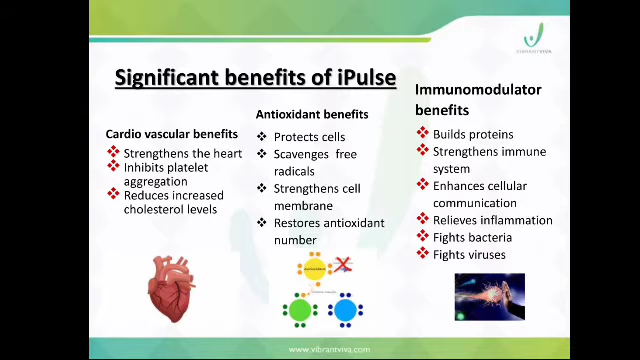 VIBRANTVIVA
Significant benefits of iPulse
Cardio vascular benefits
Strengthens the heart
Inhibits platelet
aggregation
Reduces increased
cholesterol levels
Antioxidant benefits
Protects cells
Scavenges free
radicals
Strengthens cell
membrane
Restores antioxidant
number
Immunomodulator
benefits
Builds proteins
Strengthens immune
system
Enhances cellular
communication
Relieves inflammation
Fights bacteria
Fights viruses
www.vibrantviva.com